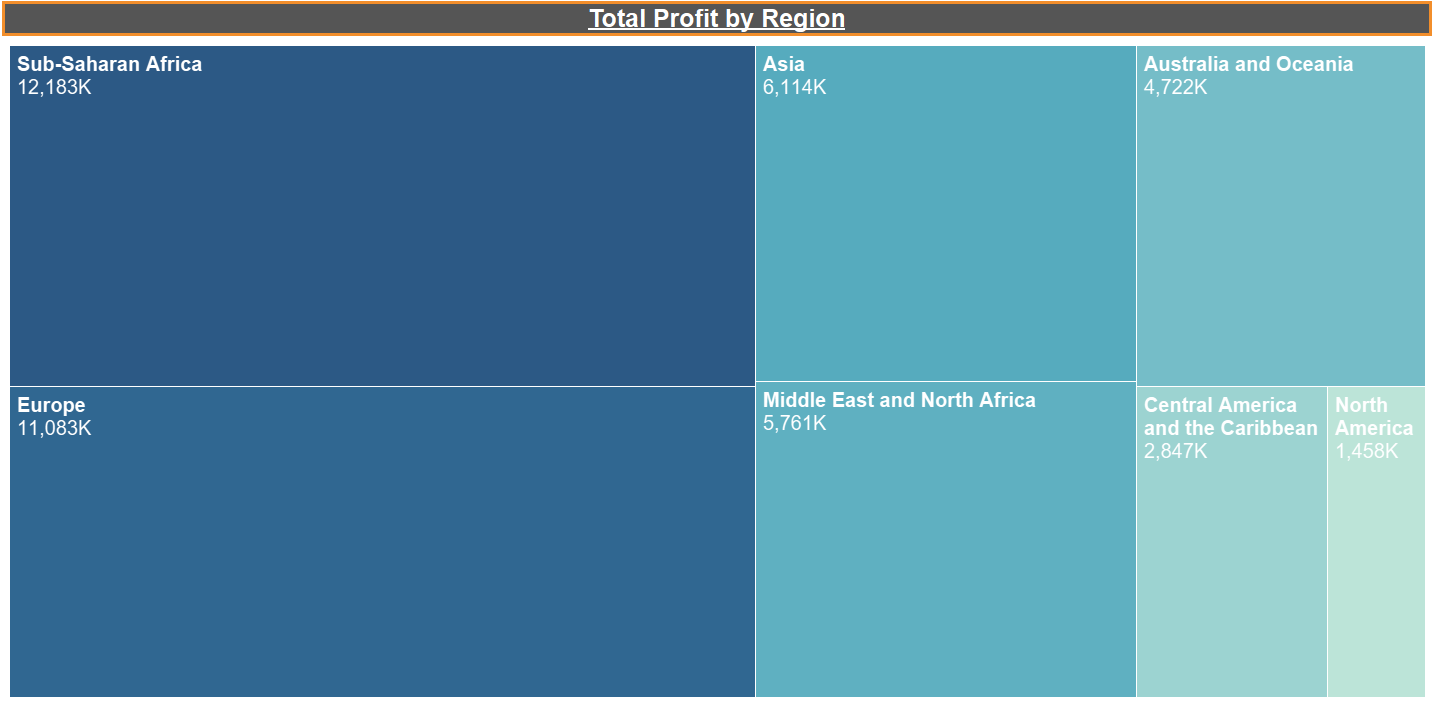 Total Profit by Region
Sub-Saharan Africa
12,183K
Asia
6,114K
Australia and Oceania
4,722K
Europe
11,083K
Middle East and North Africa
5,761K
Central America
and the Caribbean
2,847K
North
America
1,458K